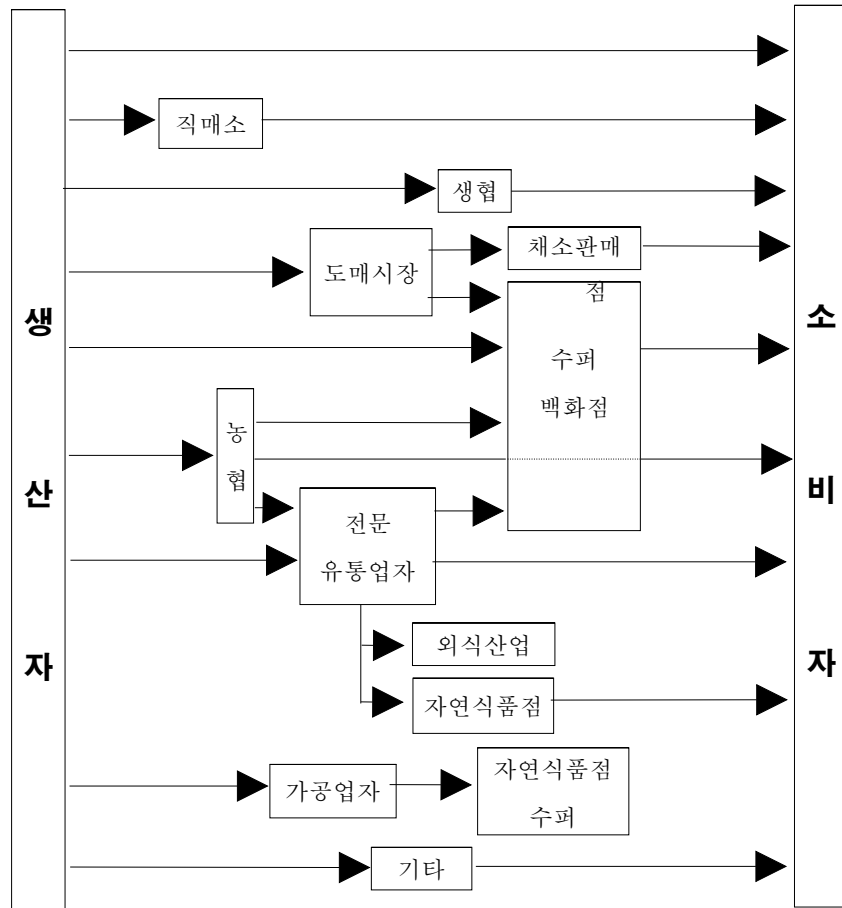 생
산
자
직매소
생협
도매시장
채소판매
점
수퍼
백화점
농
협
전문
유통업자
외식산업
자연식품점
가공업자
자연식품점
수퍼
기타
소
비
자